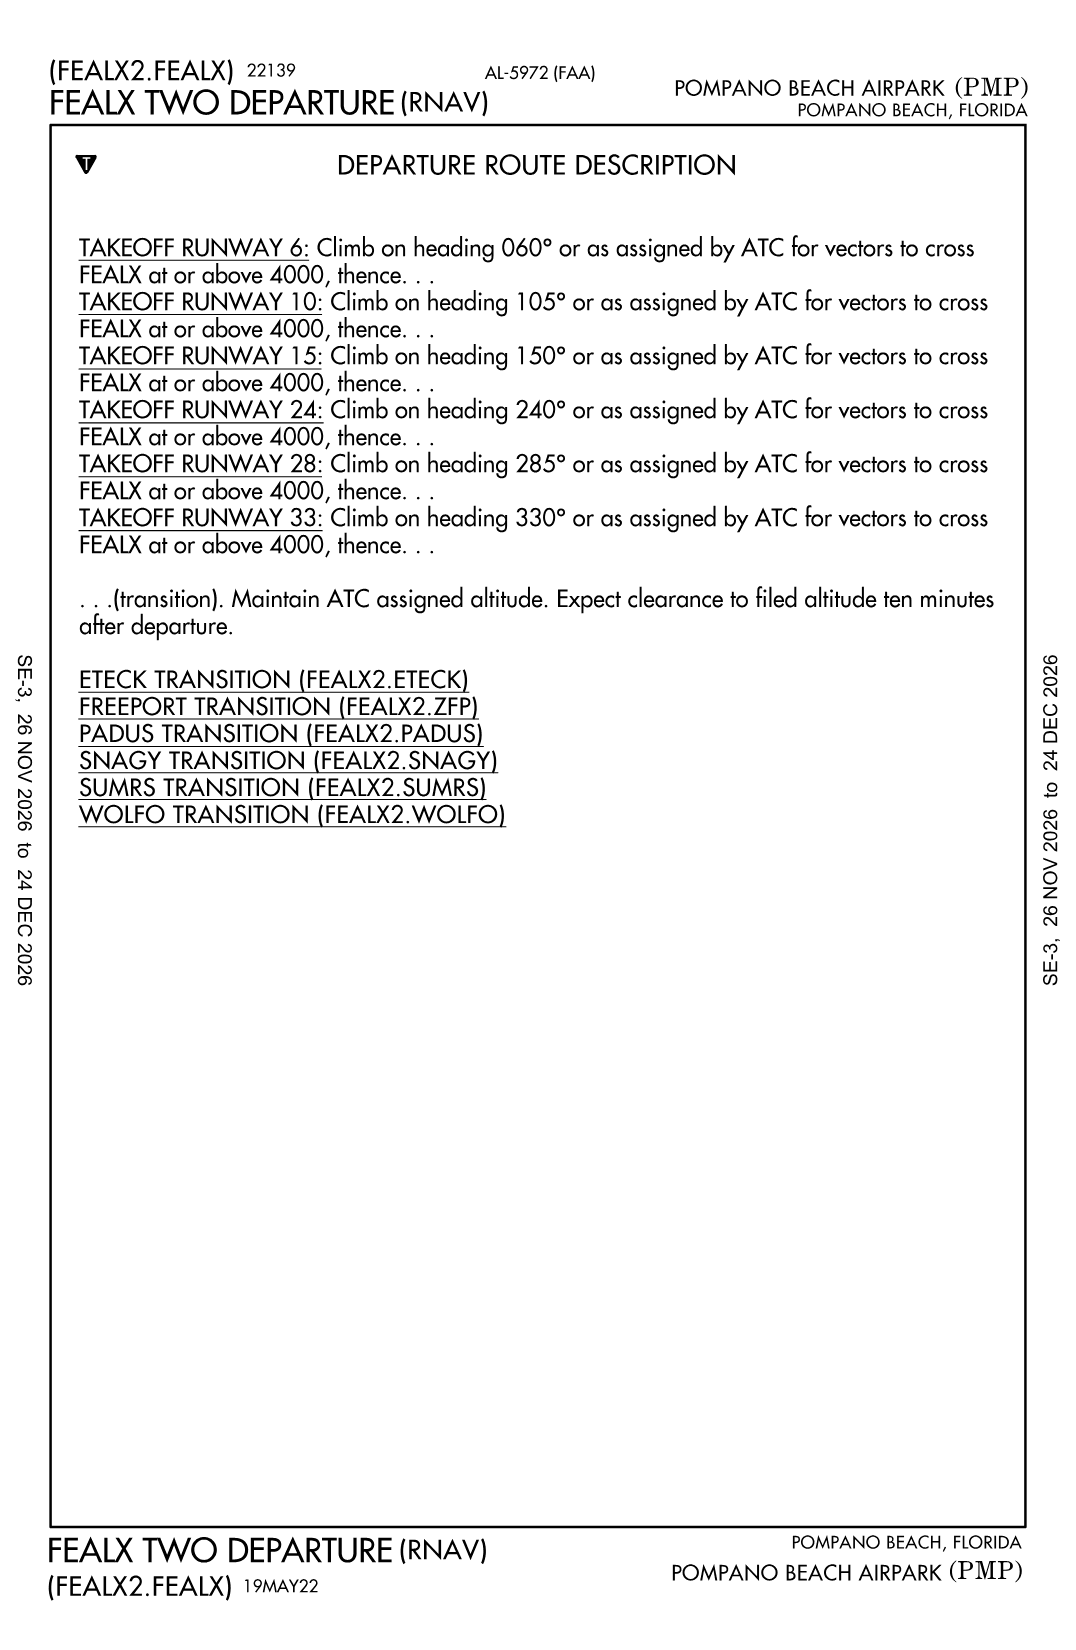 (FEALX2.FEALX) 22139
AL-5972 (FAA)
FEALX TWO DEPARTURE (RNAV)
POMPANO BEACH AIRPARK (PMP)
POMPANO BEACH, FLORIDA
T
DEPARTURE ROUTE DESCRIPTION
TAKEOFF RUNWAY 6: Climb on heading 060° or as assigned by ATC for vectors to cross
FEALX at or above 4000, thence. . .
TAKEOFF RUNWAY 10: Climb on heading 105° or as assigned by ATC for vectors to cross
FEALX at or above 4000, thence. . .
TAKEOFF RUNWAY 15: Climb on heading 150° or as assigned by ATC for vectors to cross
FEALX at or above 4000, thence. . .
TAKEOFF RUNWAY 24: Climb on heading 240° or as assigned by ATC for vectors to cross
FEALX at or above 4000, thence. . .
TAKEOFF RUNWAY 28: Climb on heading 285° or as assigned by ATC for vectors to cross
FEALX at or above 4000, thence. . .
TAKEOFF RUNWAY 33: Climb on heading 330° or as assigned by ATC for vectors to cross
FEALX at or above 4000, thence. . .
. . .(transition). Maintain ATC assigned altitude. Expect clearance to filed altitude ten minutes
after departure.
ETECK TRANSITION (FEALX2.ETECK)
FREEPORT TRANSITION (FEALX2.ZFP)
PADUS TRANSITION (FEALX2.PADUS)
SNAGY TRANSITION (FEALX2.SNAGY)
SUMRS TRANSITION (FEALX2.SUMRS)
WOLFO TRANSITION (FEALX2.WOLFO)
SE-3, 26 NOV 2026 to 24 DEC 2026
SE-3, 26 NOV 2026 to 24 DEC 2026
FEALX TWO DEPARTURE (RNAV)
(FEALX2.FEALX) 19MAY22
POMPANO BEACH, FLORIDA
POMPANO BEACH AIRPARK (PMP)